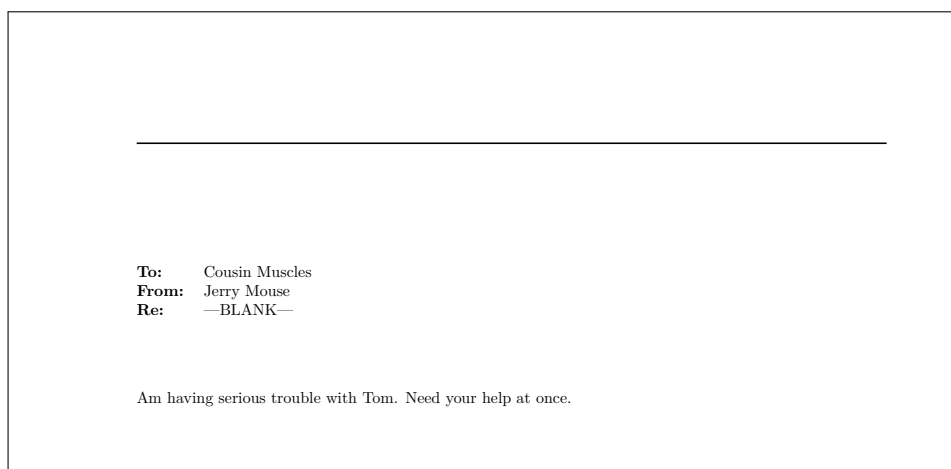 To: Cousin Muscles
From: Jerry Mouse
Re: —BLANK—
Am having serious trouble with Tom. Need your help at once.